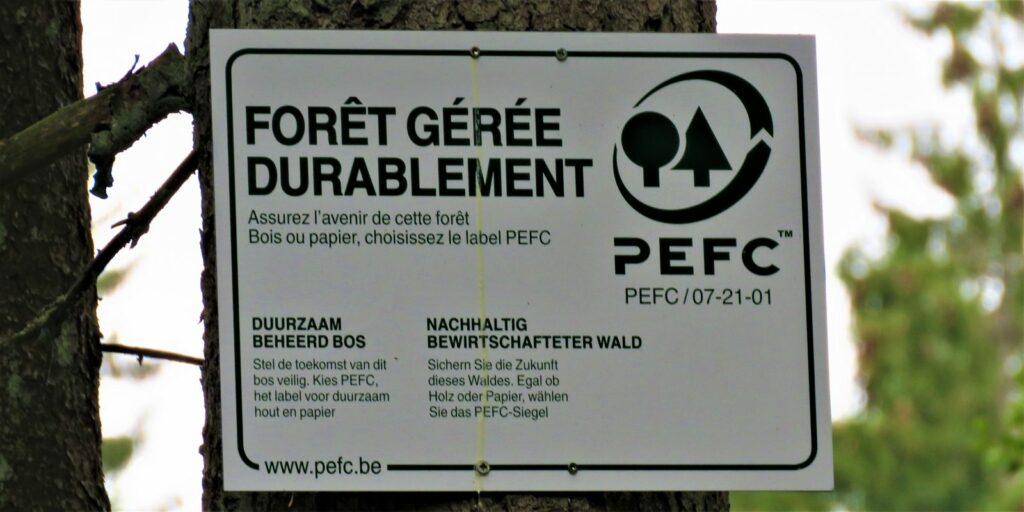 FORÊT GÉRÉE
DURABLEMENT
Assurez l'avenir de cette forêt
Bois ou papier, choisissez le label PEFC
PEFC™
PEFC / 07-21-01
DUURZAAM
BEHEERD BOS
Stel de toekomst van dit
bos veilig. Kies PEFC,
het label voor duurzaam
hout en papier
NACHHALTIG
BEWIRTSCHAFTETER WALD
Sichern Sie die Zukunft
dieses Waldes. Egal ob
Holz oder Papier, wählen
Sie das PEFC-Siegel
www.pefc.be